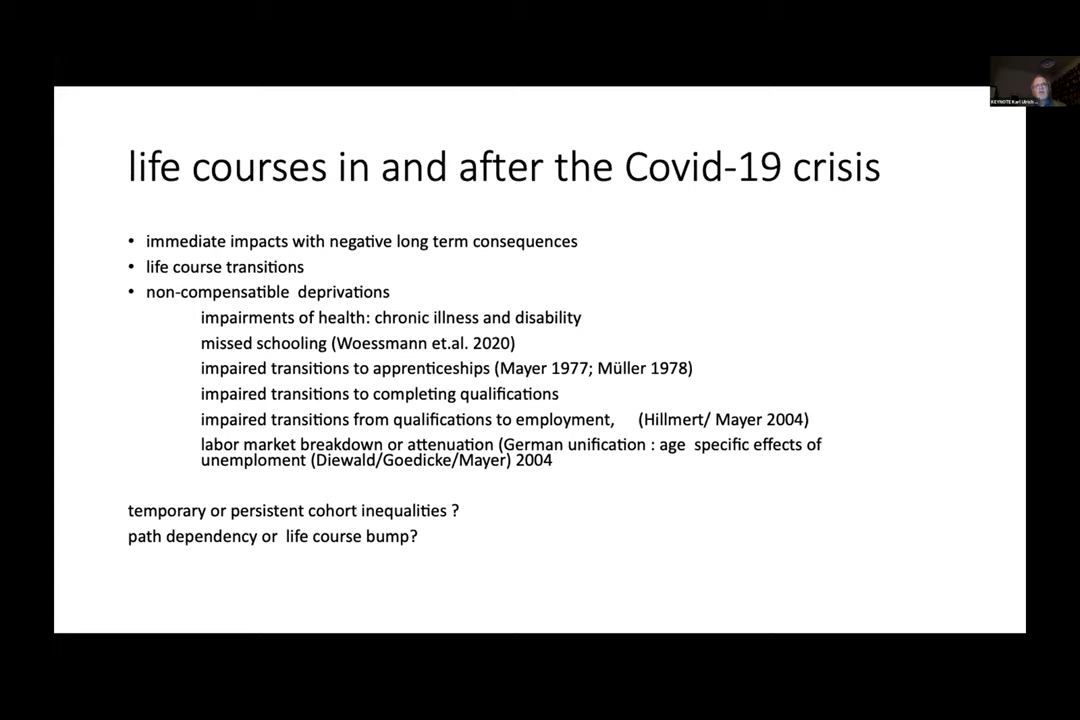 life courses in and after the Covid-19 crisis
• immediate impacts with negative long term consequences
• life course transitions
• non-compensatible deprivations
impairments of health: chronic illness and disability
missed schooling (Woessmann et.al. 2020)
impaired transitions to apprenticeships (Mayer 1977; Müller 1978)
impaired transitions to completing qualifications
impaired transitions from qualifications to employment, (Hillmert/ Mayer 2004)
labor market breakdown or attenuation (German unification : age specific effects of
unemploment (Diewald/Goedicke/Mayer) 2004
temporary or persistent cohort inequalities ?
path dependency or life course bump?
KEYNOTE Karl Ulrich ...